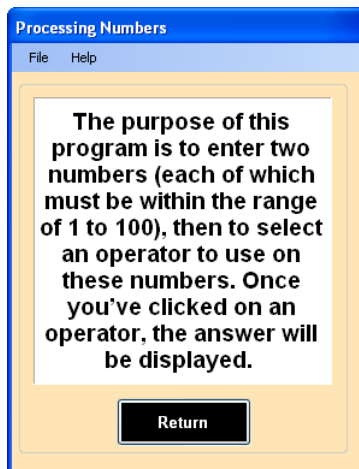 Processing Numbers
File Help
The purpose of this
program is to enter two
numbers (each of which
must be within the range
of 1 to 100), then to select
an operator to use on
these numbers. Once
you've clicked on an
operator, the answer will
be displayed.
Return